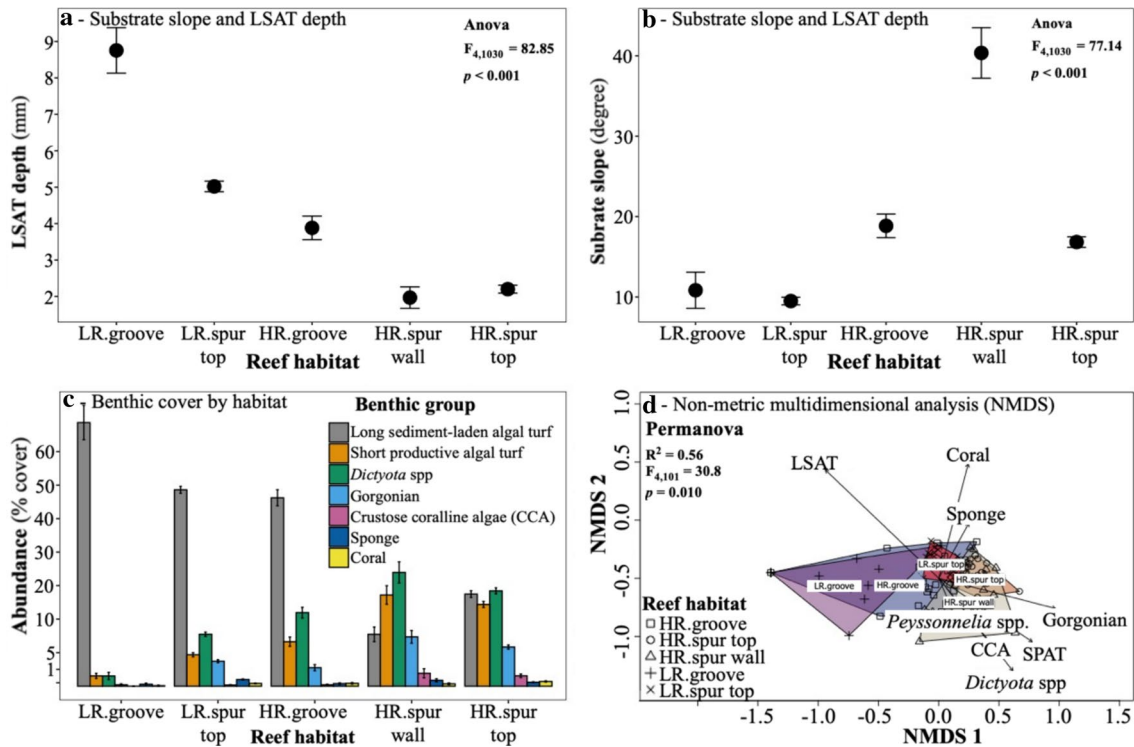 a - Substrate slope and LSAT depth
Anova
F4,1030 = 82.85
p < 0.001
LSAT depth (mm)
9
8
7
6
5
4
3
2
LR.groove
LR.spur top
HR.groove
HR.spur wall
HR.spur top
Reef habitat
b - Substrate slope and LSAT depth
Anova
F4,1030 = 77.14
p < 0.001
Subrate slope (degree)
40
30
20
10
LR.groove
LR.spur top
HR.groove
HR.spur wall
HR.spur top
Reef habitat
c - Benthic cover by habitat
Benthic group
Long sediment-laden algal turf
Short productive algal turf
Dictyota spp
Gorgonian
Crustose coralline algae (CCA)
Sponge
Coral
Abundance (% cover)
60
50
40
30
20
10
5
1
LR.groove
LR.spur top
HR.groove
HR.spur wall
HR.spur top
Reef habitat
d - Non-metric multidimensional analysis (NMDS)
Permanova
R2 = 0.56
F4,101 = 30.8
p = 0.010
LSAT
Coral
Sponge
LR.spur top
HR.spur top
LR.groove
HR.groove
HR.spur wall
Peyssonnelia spp.
Gorgonian
CCA
SPAT
Dictyota spp
Reef habitat
HR.groove
HR.spur top
HR.spur wall
LR.groove
LR.spur top
NMDS 2
1.0
0.5
0.0
-0.5
-1.0
-1.5
-1.0
-0.5
0.0
0.5
1.0
1.5
NMDS 1